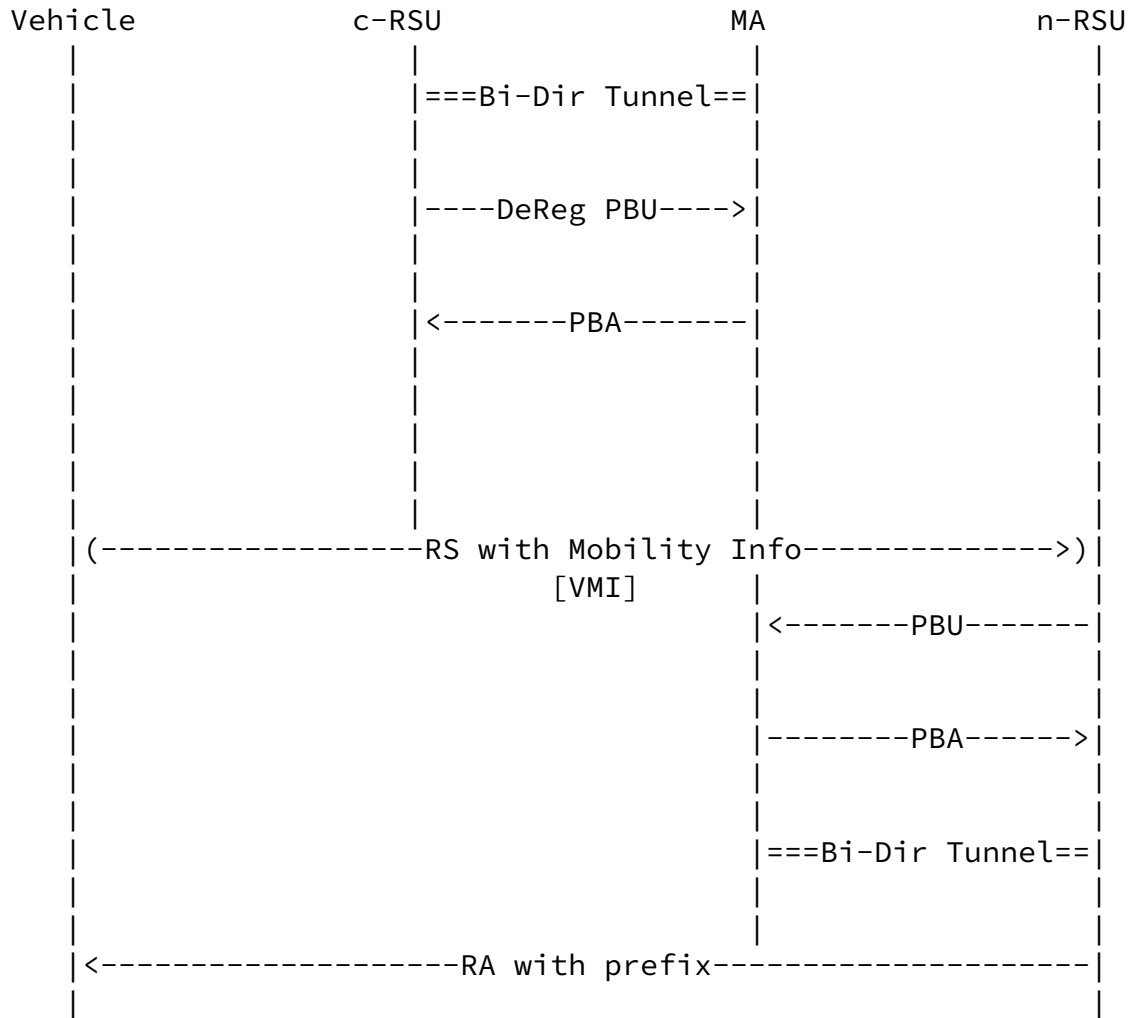 Vehicle c-RSU MA n-RSU
===Bi-Dir Tunnel==
----DeReg PBU---->
<-------PBA-------
(------------------RS with Mobility Info-------------->)
[VMI]
<-------PBU-------
--------PBA------>
===Bi-Dir Tunnel==
<---------------------RA with prefix---------------------